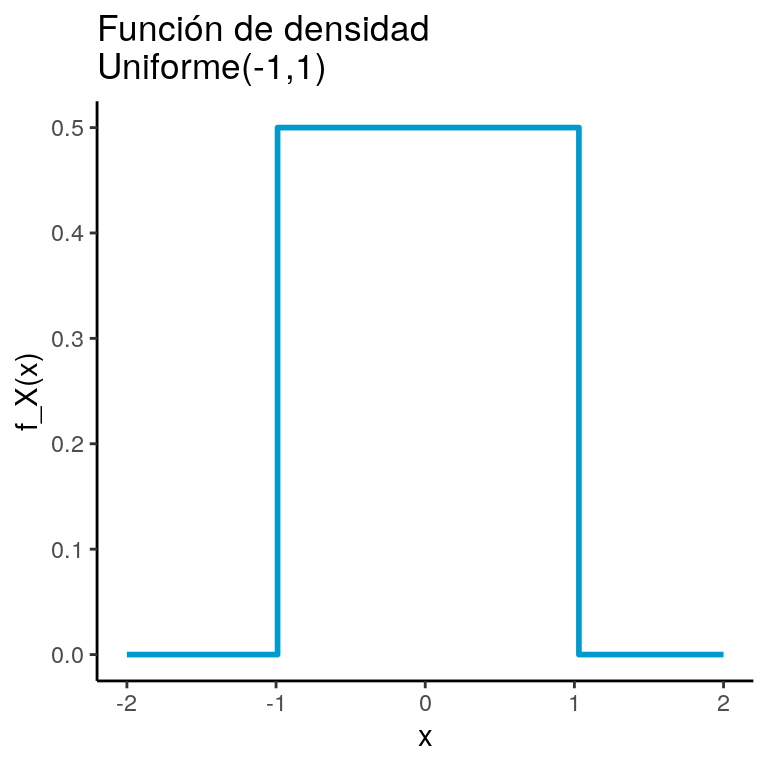 Función de densidad
Uniforme(-1,1)
0.5
0.4
0.3
0.2
0.1
0.0
f_X(x)
-2 -1 0 1 2
x